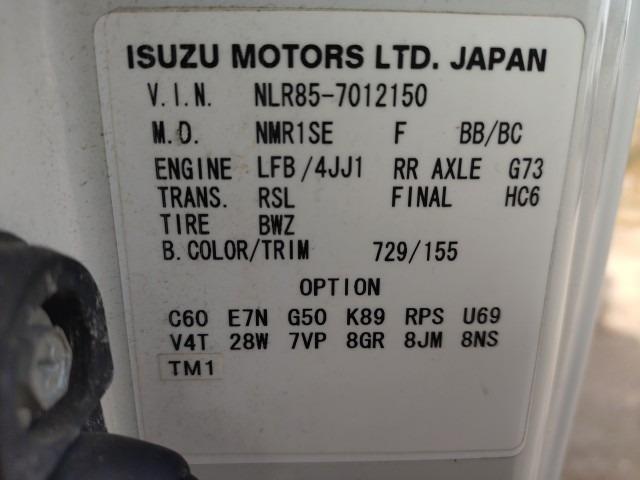 ISUZU MOTORS LTD. JAPAN
V.I.N. NLR85-7012150
M.D. NMR1SE F BB/BC
ENGINE LFB/4JJ1 RR AXLE G73
TRANS. RSL FINAL HC6
TIRE BWZ
B.COLOR/TRIM 729/155
OPTION
C60 E7N G50 K89 RPS U69
V4T 28W 7VP 8GR 8JM 8NS
TM1